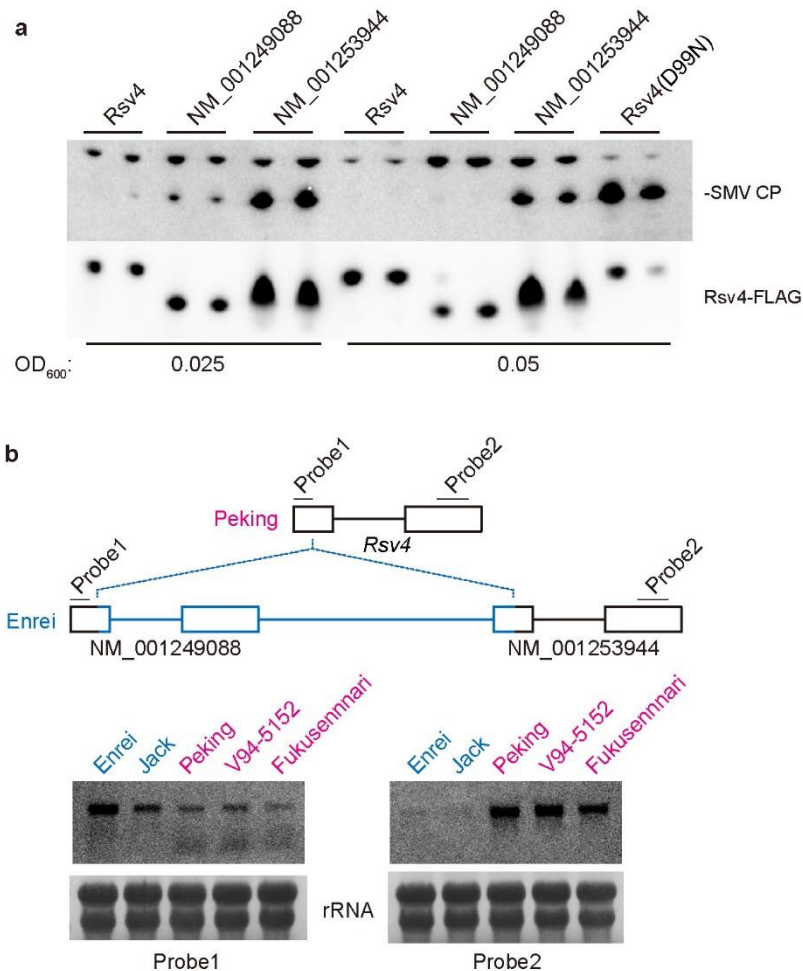 a
Rsv4
NM_001249088
NM_001253944
Rsv4
NM_001249088
NM_001253944
Rsv4(D99N)
-SMV CP
Rsv4-FLAG
OD600: 0.025 0.05
b
Probe1 Probe2
Peking
Rsv4
Probe1 Probe2
Enrei
NM_001249088 NM_001253944
Enrei Jack Peking V94-5152 Fukusennnari Enrei Jack Peking V94-5152 Fukusennnari
rRNA
Probe1 Probe2